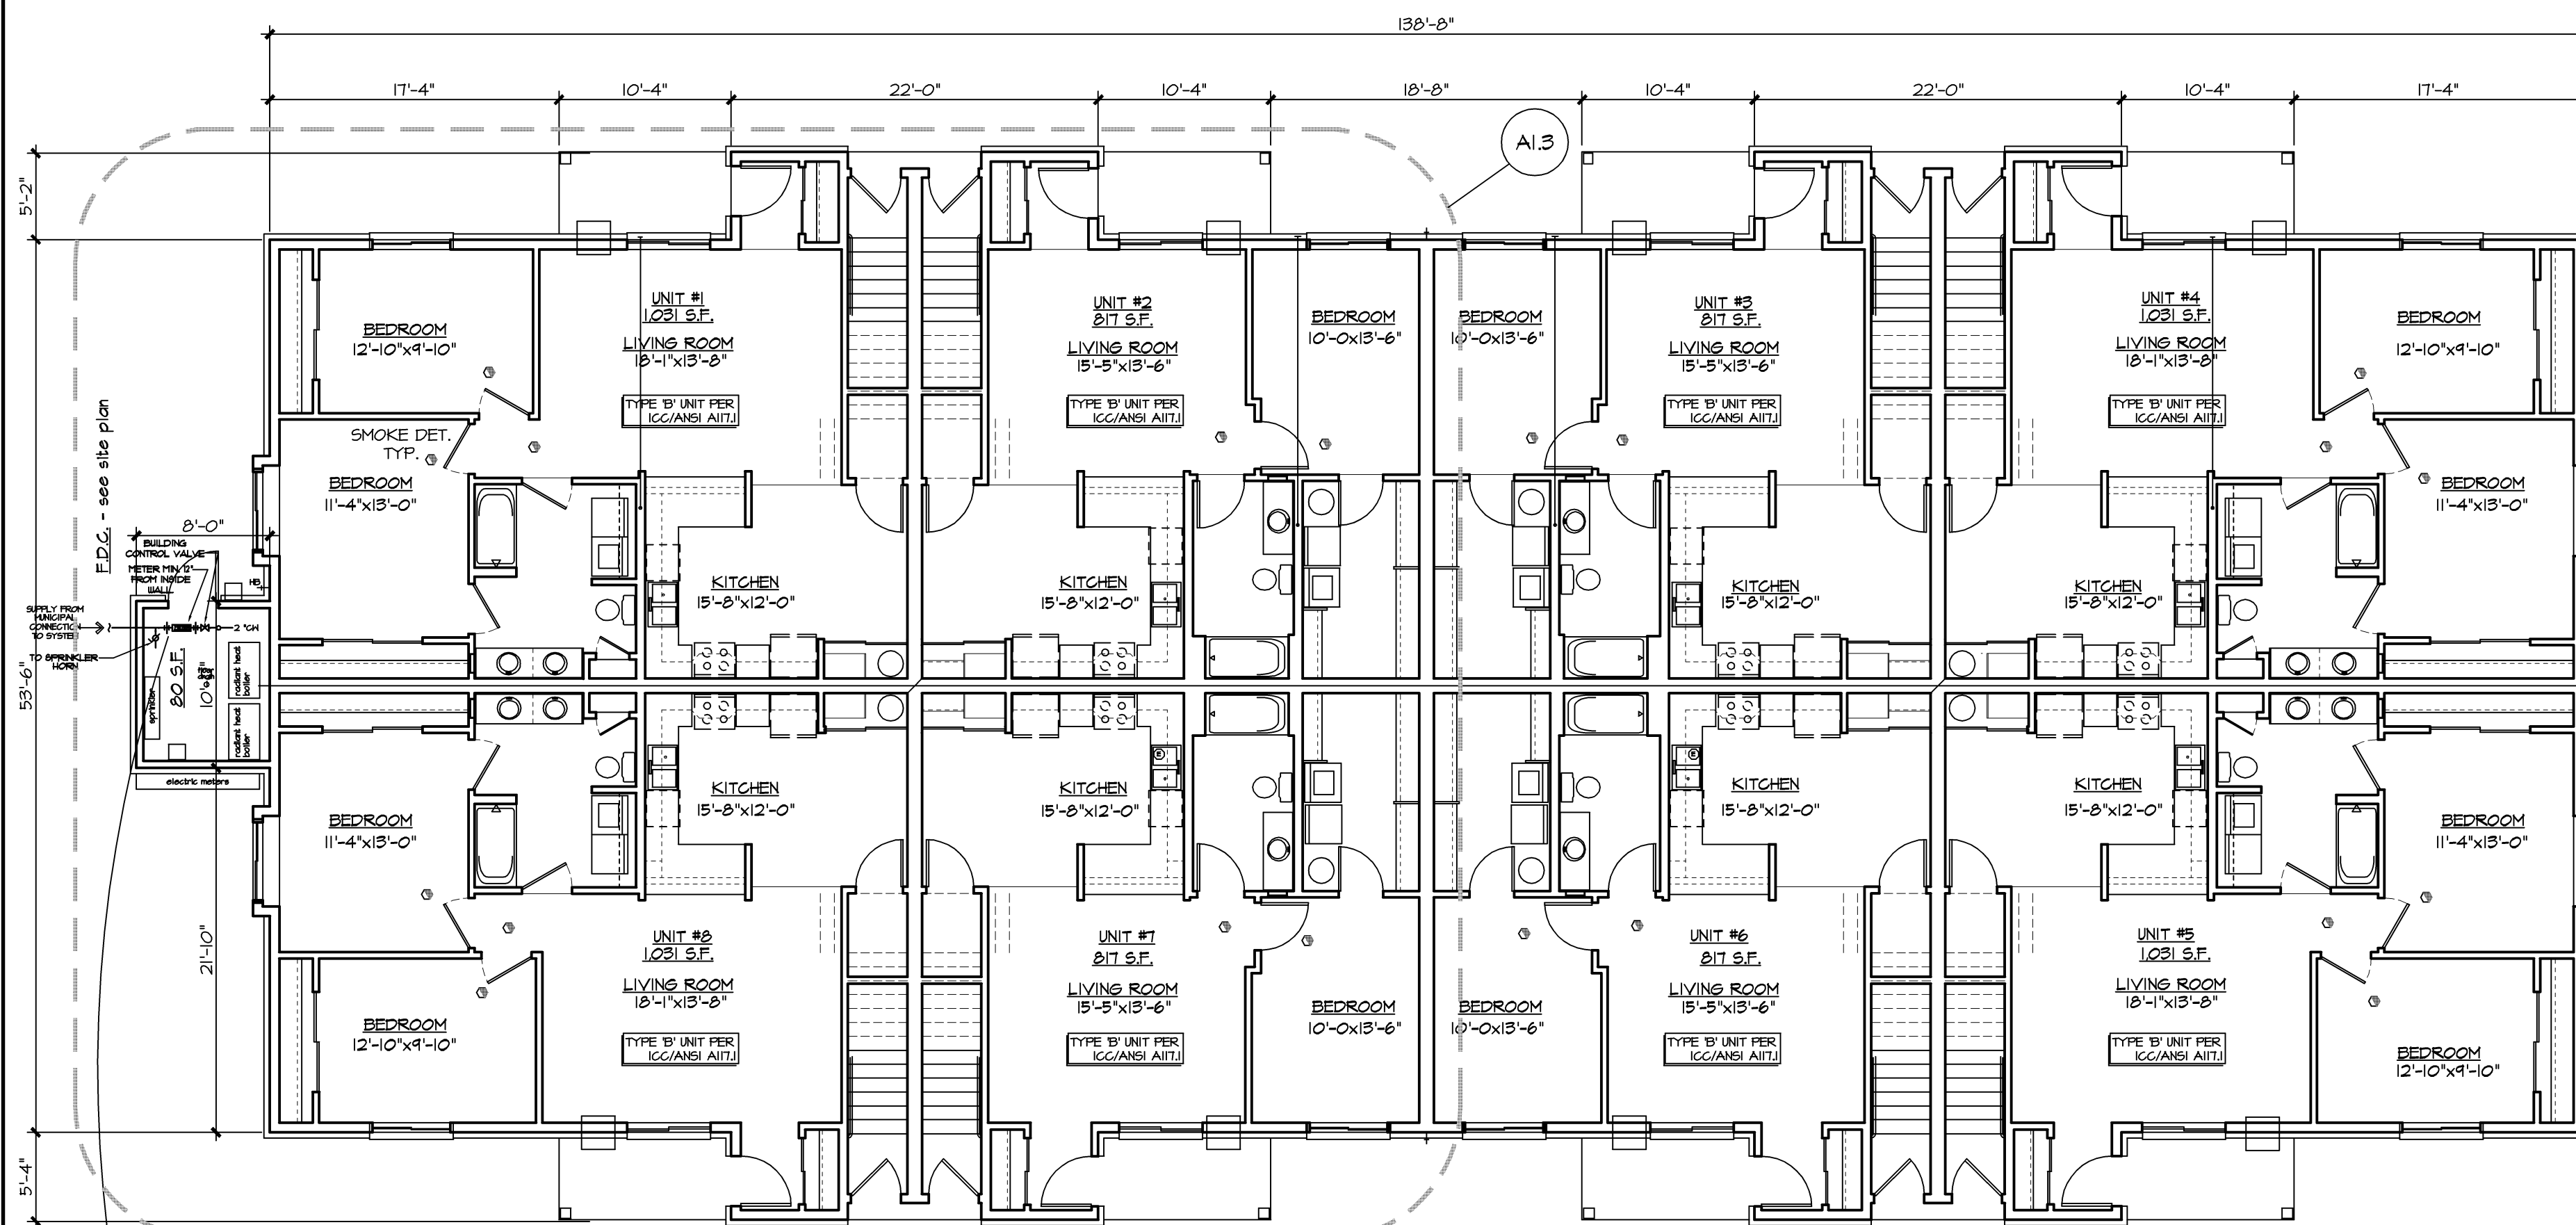 138'-8"
17'-4"
10'-4"
22'-0"
10'-4"
18'-8"
10'-4"
22'-0"
10'-4"
17'-4"
A1.3
5'-2"
UNIT #1
1,031 S.F.
LIVING ROOM
18'-1"x13'-8"
TYPE 'B' UNIT PER
ICC/ANSI A117.1
BEDROOM
12'-10"x9'-10"
UNIT #2
817 S.F.
LIVING ROOM
15'-5"x13'-6"
TYPE 'B' UNIT PER
ICC/ANSI A117.1
BEDROOM
10'-0x13'-6"
BEDROOM
10'-0x13'-6"
UNIT #3
817 S.F.
LIVING ROOM
15'-5"x13'-6"
TYPE 'B' UNIT PER
ICC/ANSI A117.1
UNIT #4
1,031 S.F.
LIVING ROOM
18'-1"x13'-8"
TYPE 'B' UNIT PER
ICC/ANSI A117.1
BEDROOM
12'-10"x9'-10"
F.D.C. - see site plan
SMOKE DET.
TYP.
BEDROOM
11'-4"x13'-0"
BEDROOM
11'-4"x13'-0"
8'-0"
BUILDING
CONTROL VALVE
METER MIN. 12"
FROM INSIDE
WALL
HB
SUPPLY FROM
MUNICIPAL
CONNECTION
TO SYSTEM
2 "CW
TO SPRINKLER
HORN
53'-6"
sprinkler
80 S.F.
radiant heat
boiler
radiant heat
boiler
electric meters
KITCHEN
15'-8"x12'-0"
KITCHEN
15'-8"x12'-0"
KITCHEN
15'-8"x12'-0"
KITCHEN
15'-8"x12'-0"
KITCHEN
15'-8"x12'-0"
KITCHEN
15'-8"x12'-0"
KITCHEN
15'-8"x12'-0"
KITCHEN
15'-8"x12'-0"
BEDROOM
11'-4"x13'-0"
BEDROOM
11'-4"x13'-0"
21'-10"
UNIT #8
1,031 S.F.
LIVING ROOM
18'-1"x13'-8"
TYPE 'B' UNIT PER
ICC/ANSI A117.1
BEDROOM
12'-10"x9'-10"
UNIT #7
817 S.F.
LIVING ROOM
15'-5"x13'-6"
TYPE 'B' UNIT PER
ICC/ANSI A117.1
BEDROOM
10'-0x13'-6"
BEDROOM
10'-0x13'-6"
UNIT #6
817 S.F.
LIVING ROOM
15'-5"x13'-6"
TYPE 'B' UNIT PER
ICC/ANSI A117.1
UNIT #5
1,031 S.F.
LIVING ROOM
18'-1"x13'-8"
TYPE 'B' UNIT PER
ICC/ANSI A117.1
BEDROOM
12'-10"x9'-10"
5'-4"